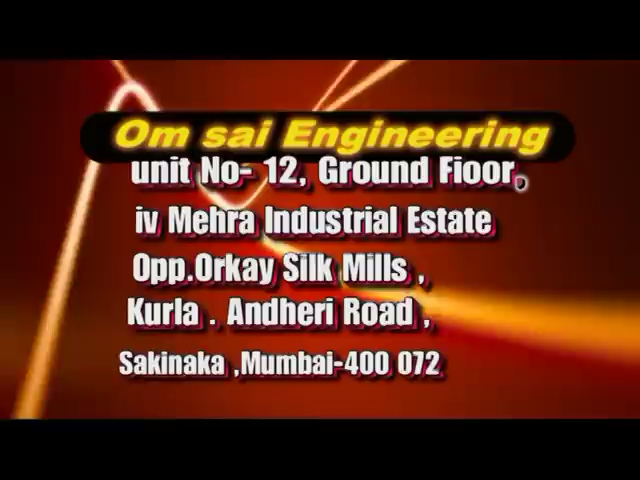 Om sai Engineering
unit No- 12, Ground Fioor,
iv Mehra Industrial Estate
Opp.Orkay Silk Mills ,
Kurla . Andheri Road ,
Sakinaka ,Mumbai-400 072